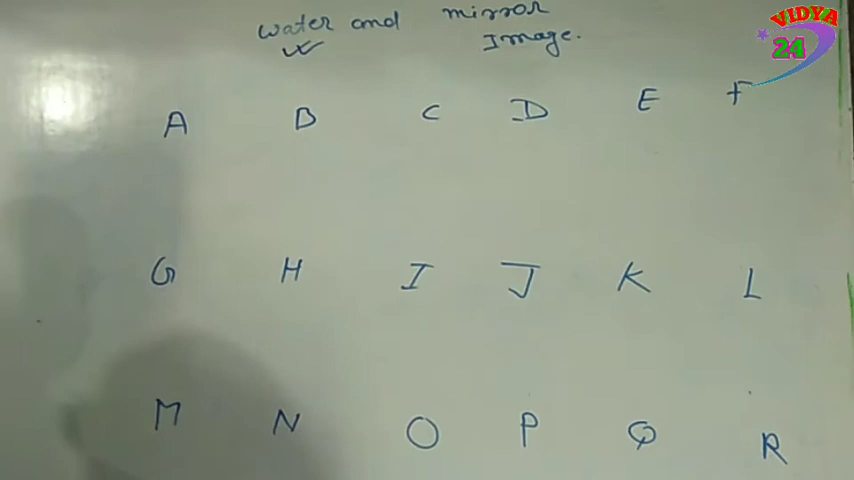 water and mirror
Image.
VIDYA
24
A B C D E F
G H I J K L
M N O P Q R